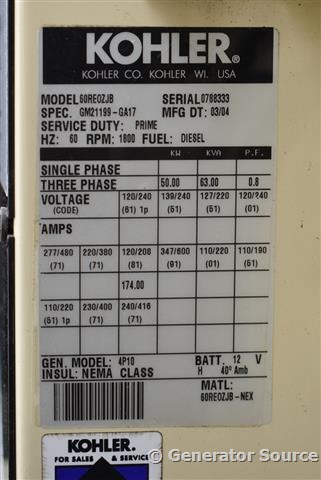 KOHLER®
KOHLER CO. KOHLER WI. USA
MODEL 60REOZJB SERIAL 0788333
SPEC. GM21199-GA17 MFG DT: 03/04
SERVICE DUTY: PRIME
HZ: 60 RPM: 1800 FUEL: DIESEL
KW KVA P.F.
SINGLE PHASE
THREE PHASE 50.00 63.00 0.8
VOLTAGE 120/240 139/240 127/220 120/240
(CODE) (61) 1p (51) (51) (01)
AMPS
277/480 220/380 120/208 347/600 110/220 110/190
(71) (71) (61) (91) (01) (51)
174.00
110/220 230/400 240/416
(51) 1p (71) (71)
GEN. MODEL: 4P10 BATT. 12 V
INSUL: NEMA CLASS H 40° Amb
MATL:
60REOZJB-NEX
KOHLER.
FOR SALES & SERVICE
© Generator Source